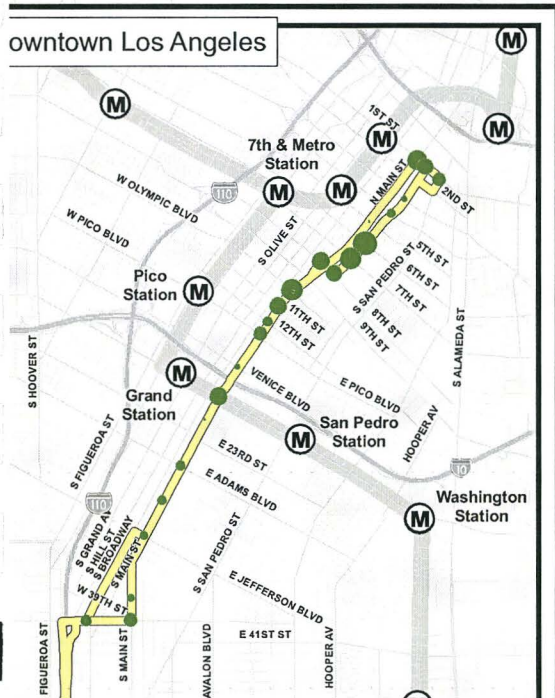 owntown Los Angeles
M
M
1ST ST
M
M
7th & Metro
Station
M
M
N MAIN ST
2ND ST
W OLYMPIC BLVD
110
W PICO BLVD
S OLIVE ST
Pico
Station
M
5TH ST
6TH ST
7TH ST
8TH ST
9TH ST
S SAN PEDRO ST
11TH ST
12TH ST
S ALAMEDA ST
S HOOVER ST
M
Grand
Station
VENICE BLVD
E PICO BLVD
HOOPER AV
M
San Pedro
Station
S FIGUEROA ST
E 23RD ST
10
E ADAMS BLVD
110
Washington
Station
M
S GRAND AV
S HILL ST
S BROADWAY
S MAIN ST
S SAN PEDRO ST
W 39TH ST
E JEFFERSON BLVD
FIGUEROA ST
S MAIN ST
AVALON BLVD
E 41ST ST
HOOPER AV